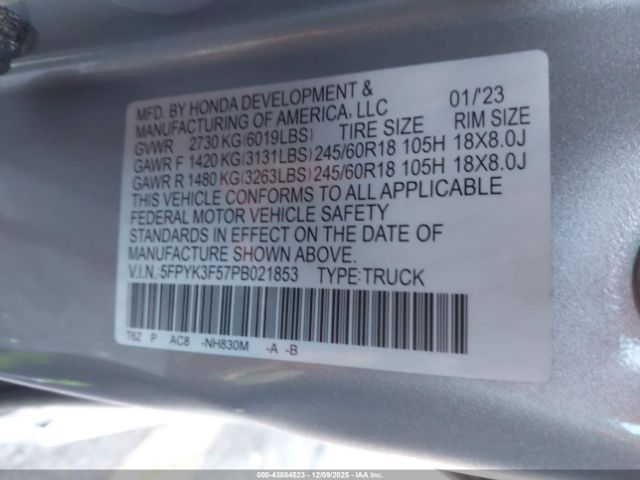 MFD. BY HONDA DEVELOPMENT &
MANUFACTURING OF AMERICA, LLC 01/'23
GVWR 2730 KG(6019LBS) TIRE SIZE RIM SIZE
GAWR F 1420 KG(3131LBS) 245/60R18 105H 18X8.0J
GAWR R 1480 KG(3263LBS) 245/60R18 105H 18X8.0J
THIS VEHICLE CONFORMS TO ALL APPLICABLE
FEDERAL MOTOR VEHICLE SAFETY
STANDARDS IN EFFECT ON THE DATE OF
MANUFACTURE SHOWN ABOVE.
V.I.N.: 5FPYK3F57PB021853 TYPE:TRUCK
T6Z P AC8 -NH830M -A -B
000-43884523 - 12/09/2025 - IAA Inc.